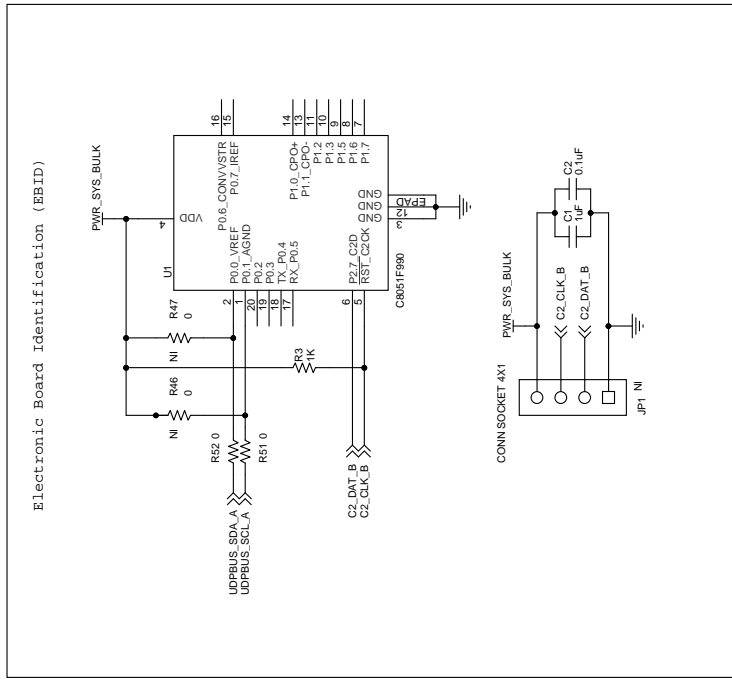 Electronic Board Identification (EBID)
PWR_SYS_BULK
R46
0
NI
R47
0
NI
R3
1K
R52 0
R51 0
UDPBUS_SDA_A
UDPBUS_SCL_A
C2_DAT_B
C2_CLK_B
U1
4
VDD
2
P0.0_VREF
1
P0.1_AGND
20
P0.2
19
P0.3
18
TX_P0.4
17
RX_P0.5
6
P2.7_C2D
5
RST_C2CK
P0.6_CONVVSTR
16
P0.7_IREF
15
P1.0_CPO+
14
P1.1_CPO-
13
P1.2
11
P1.3
10
P1.5
9
P1.6
8
P1.7
7
GND
3
GND
12
GND
EPAD
C8051F990
CONN SOCKET 4X1
PWR_SYS_BULK
C2_CLK_B
C2_DAT_B
JP1
NI
C1
1uF
C2
0.1uF